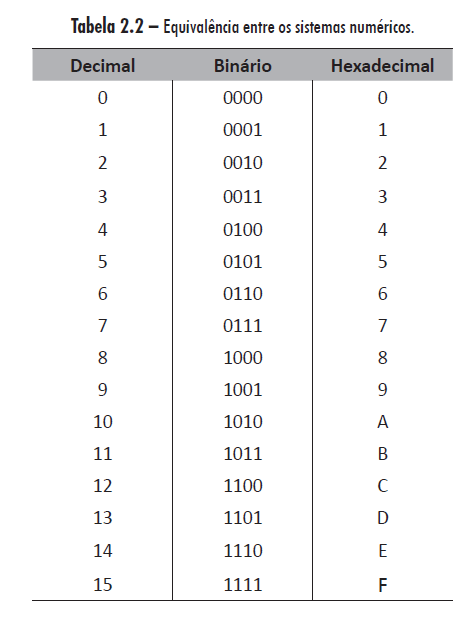 Tabela 2.2 – Equivalência entre os sistemas numéricos.
Decimal Binário Hexadecimal
0 0000 0
1 0001 1
2 0010 2
3 0011 3
4 0100 4
5 0101 5
6 0110 6
7 0111 7
8 1000 8
9 1001 9
10 1010 A
11 1011 B
12 1100 C
13 1101 D
14 1110 E
15 1111 F